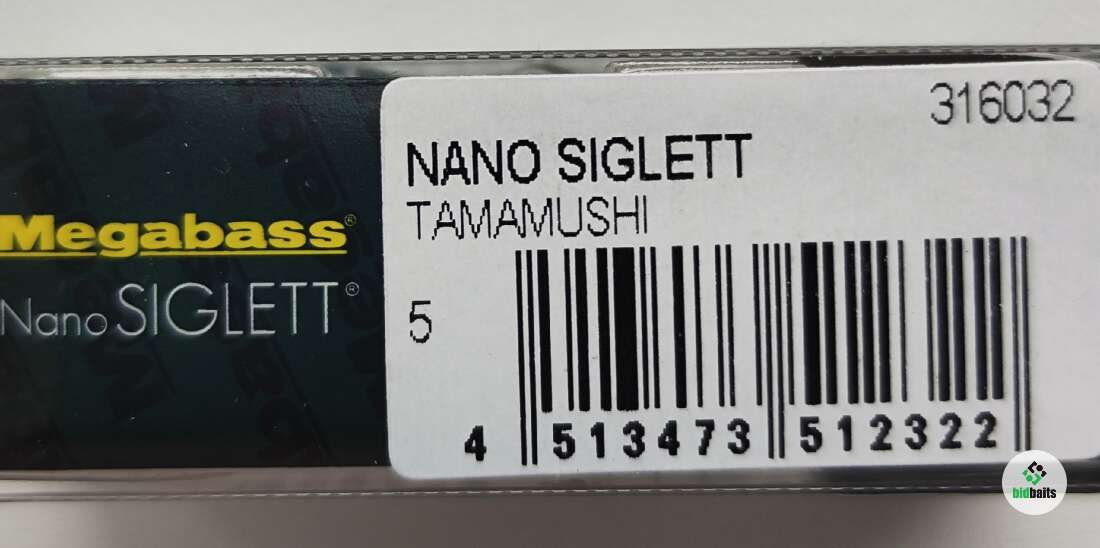 Megabass®
Nano SIGLETT®
316032
NANO SIGLETT
TAMAMUSHI
5
4 513473 512322
bidbaits